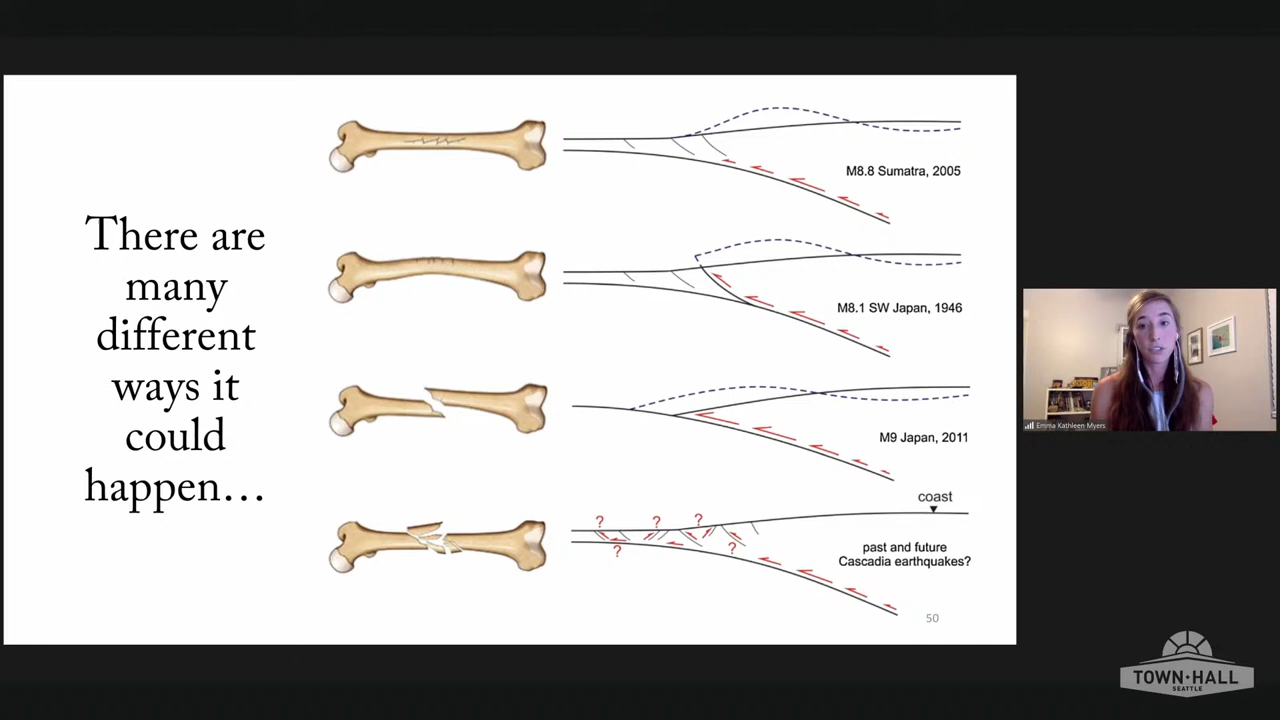 There are
many
different
ways it
could
happen...
M8.8 Sumatra, 2005
M8.1 SW Japan, 1946
M9 Japan, 2011
coast
?
?
?
?
?
past and future
Cascadia earthquakes?
50
Emma Kathleen Myers
TOWN·HALL
SEATTLE